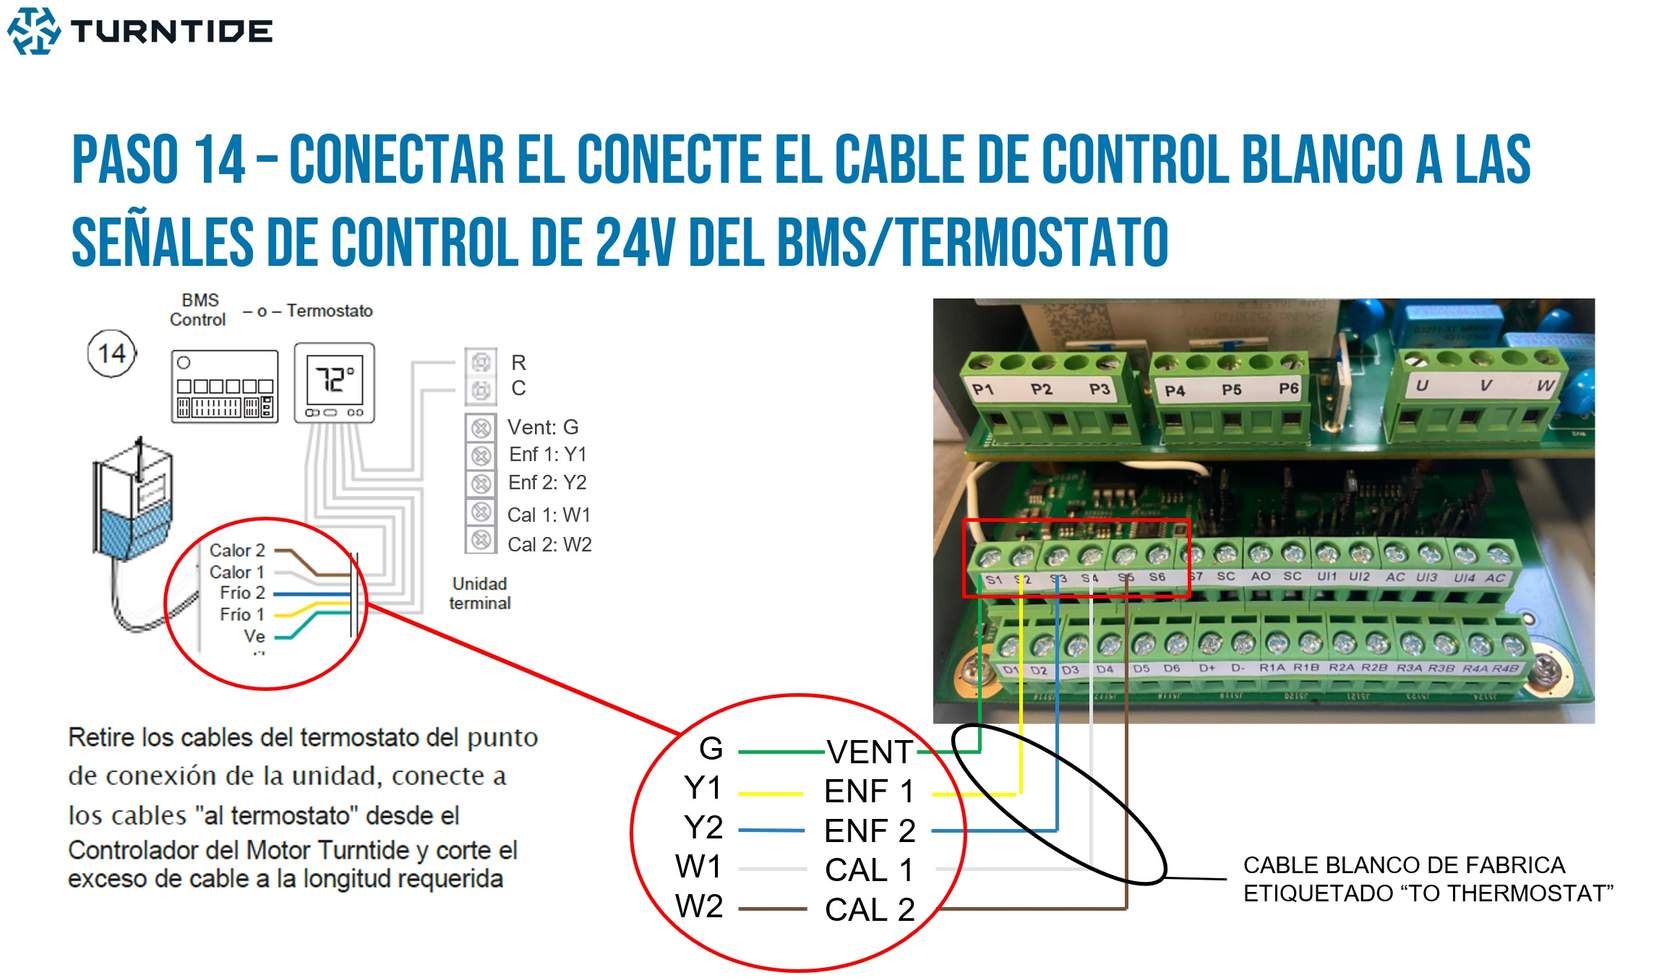 TURNTIDE
PASO 14 – CONECTAR EL CONECTE EL CABLE DE CONTROL BLANCO A LAS
SEÑALES DE CONTROL DE 24V DEL BMS/TERMOSTATO
BMS
Control
– o – Termostato
14
72°
R
C
Vent: G
Enf 1: Y1
Enf 2: Y2
Cal 1: W1
Cal 2: W2
Unidad
terminal
Calor 2
Calor 1
Frío 2
Frío 1
Ve
Retire los cables del termostato del punto
de conexión de la unidad, conecte a
los cables "al termostato" desde el
Controlador del Motor Turntide y corte el
exceso de cable a la longitud requerida
G VENT
Y1 ENF 1
Y2 ENF 2
W1 CAL 1
W2 CAL 2
P1 P2 P3 P4 P5 P6 U V W
S1 S2 S3 S4 S5 S6 S7 SC AO SC UI1 UI2 AC UI3 UI4 AC
D1 D2 D3 D4 D5 D6 D+ D- R1A R1B R2A R2B R3A R3B R4A R4B
CABLE BLANCO DE FABRICA
ETIQUETADO “TO THERMOSTAT”